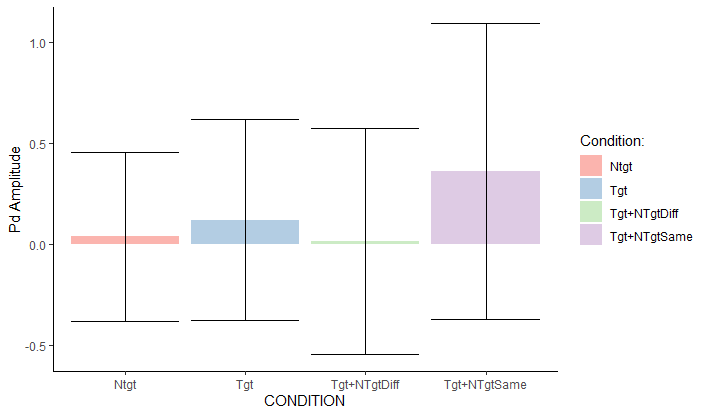 1.0
0.5
0.0
-0.5
Pd Amplitude
Ntgt
Tgt
Tgt+NTgtDiff
Tgt+NTgtSame
CONDITION
Condition:
Ntgt
Tgt
Tgt+NTgtDiff
Tgt+NTgtSame